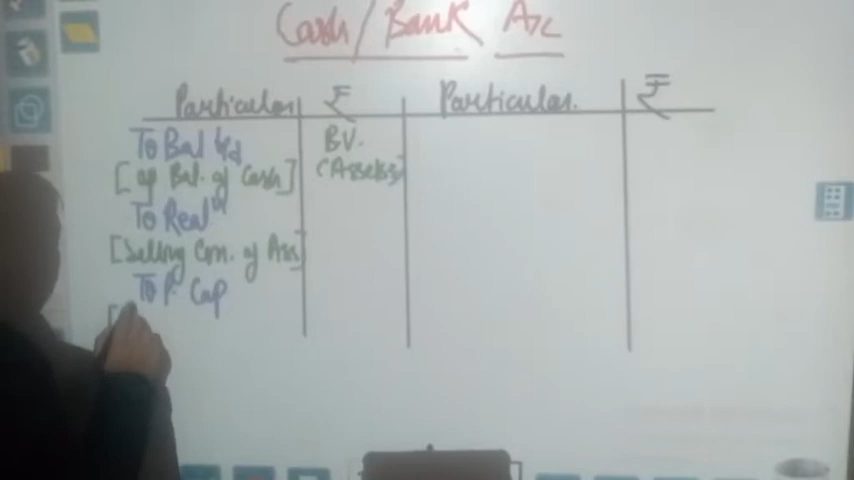 Cash/Bank A/c
Particular ₹ Particular. ₹
To Bal b/d BV.
[op Bal. of Cash] (Assets)
To Realⁿ
[Selling Con. of Ass]
To P. Cap
[